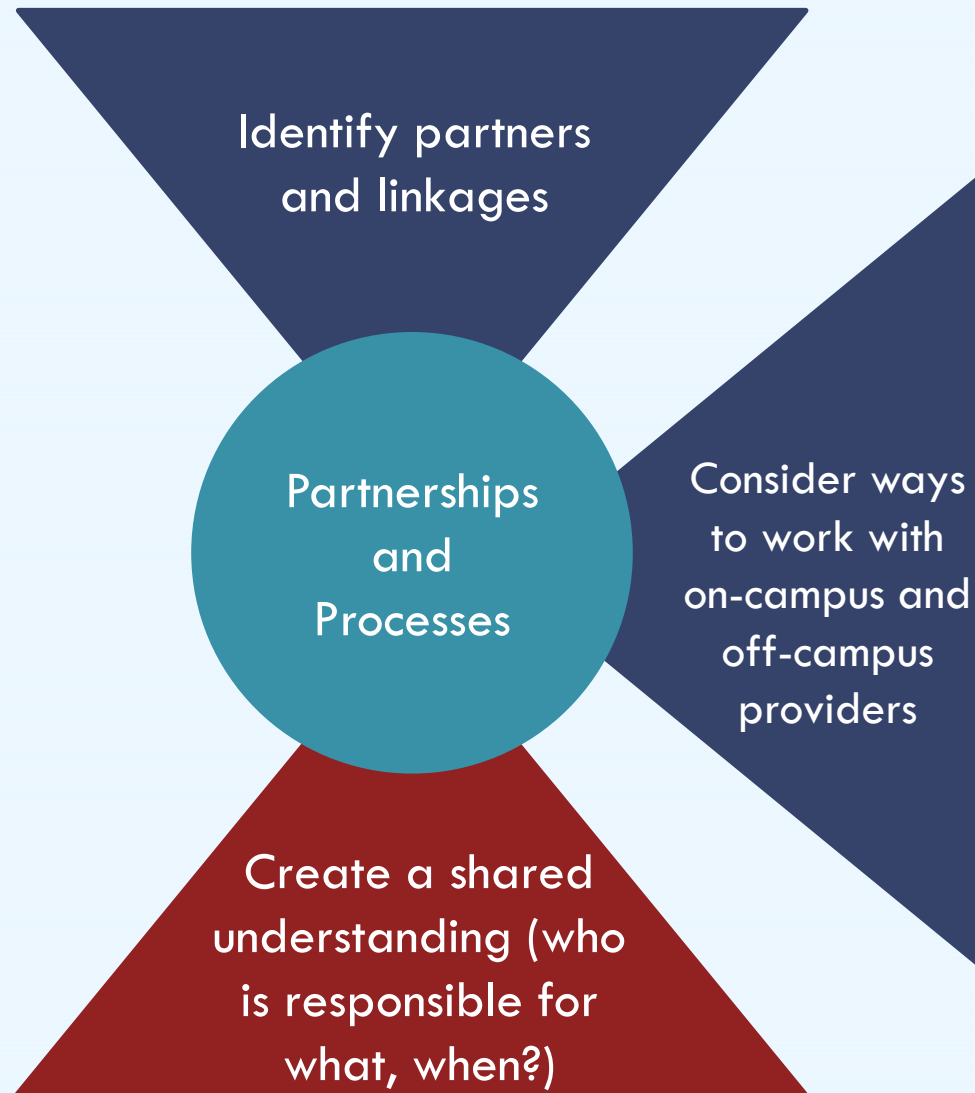 Identify partners
and linkages
Partnerships
and
Processes
Consider ways
to work with
on-campus and
off-campus
providers
Create a shared
understanding (who
is responsible for
what, when?)